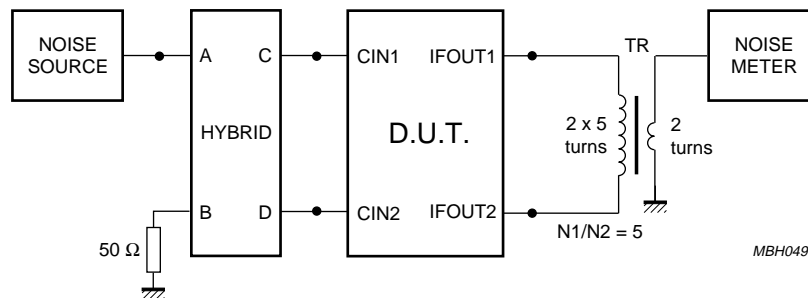 NOISE
SOURCE
A
C
B
D
HYBRID
50 Ω
CIN1
IFOUT1
D.U.T.
CIN2
IFOUT2
TR
2 x 5
turns
2
turns
N1/N2 = 5
NOISE
METER
MBH049